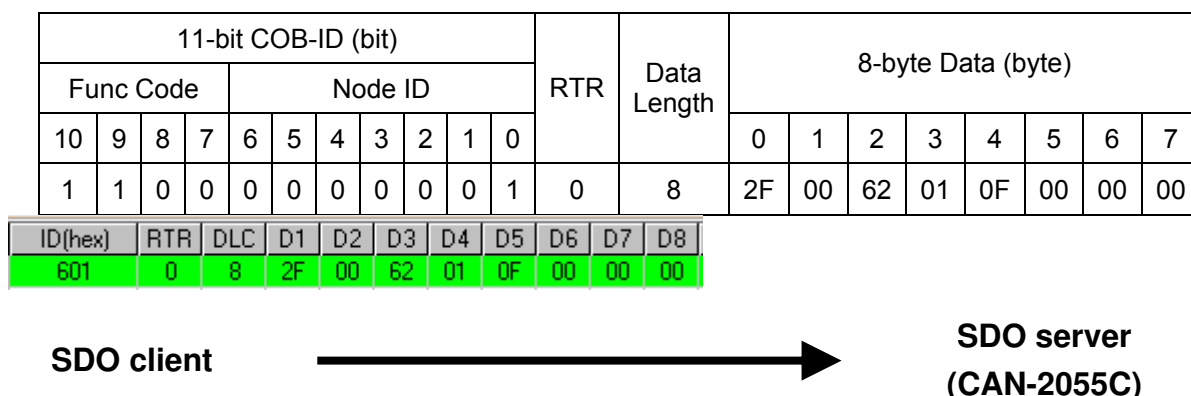 11-bit COB-ID (bit) RTR Data Length 8-byte Data (byte)
Func Code Node ID
10 9 8 7 6 5 4 3 2 1 0 0 1 2 3 4 5 6 7
1 1 0 0 0 0 0 0 0 0 1 0 8 2F 00 62 01 0F 00 00 00
ID(hex) RTR DLC D1 D2 D3 D4 D5 D6 D7 D8
601 0 8 2F 00 62 01 0F 00 00 00
SDO client
SDO server
(CAN-2055C)